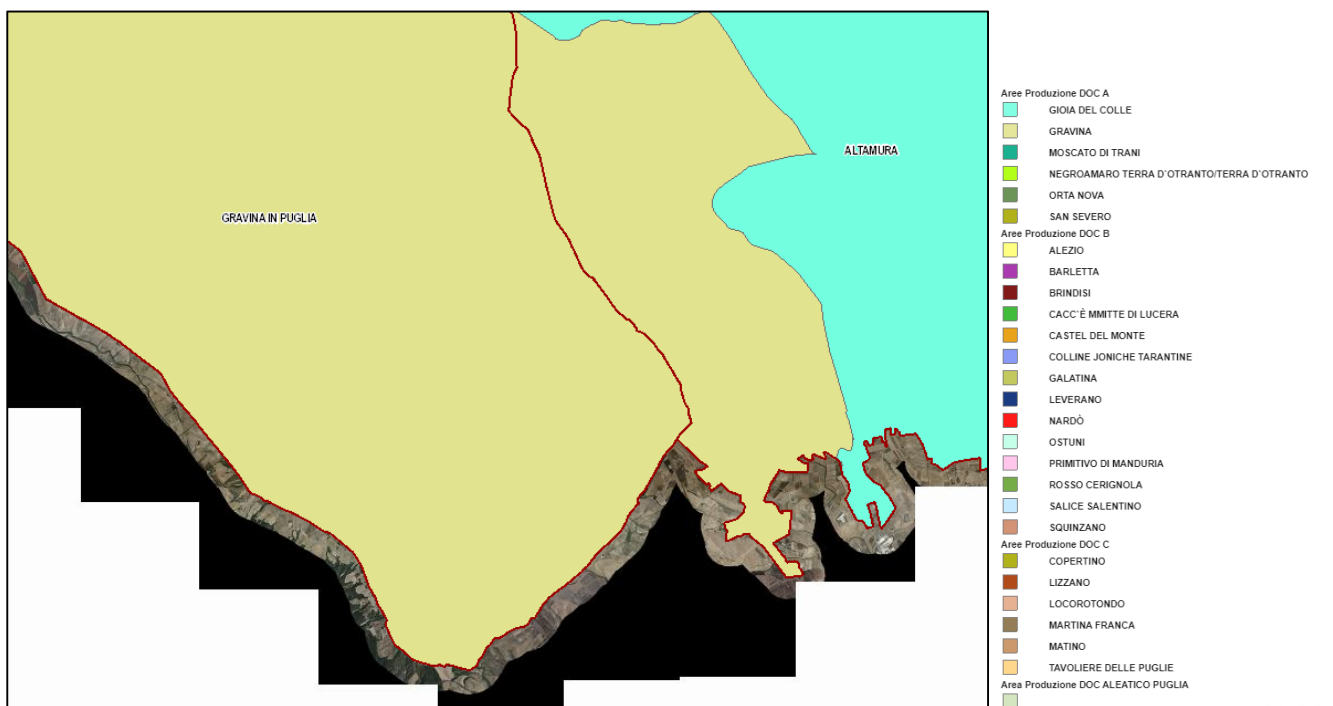 GRAVINA IN PUGLIA
ALTAMURA
Aree Produzione DOC A
GIOIA DEL COLLE
GRAVINA
MOSCATO DI TRANI
NEGROAMARO TERRA D`OTRANTO/TERRA D`OTRANTO
ORTA NOVA
SAN SEVERO
Aree Produzione DOC B
ALEZIO
BARLETTA
BRINDISI
CACC`È MMITTE DI LUCERA
CASTEL DEL MONTE
COLLINE JONICHE TARANTINE
GALATINA
LEVERANO
NARDÒ
OSTUNI
PRIMITIVO DI MANDURIA
ROSSO CERIGNOLA
SALICE SALENTINO
SQUINZANO
Aree Produzione DOC C
COPERTINO
LIZZANO
LOCOROTONDO
MARTINA FRANCA
MATINO
TAVOLIERE DELLE PUGLIE
Area Produzione DOC ALEATICO PUGLIA